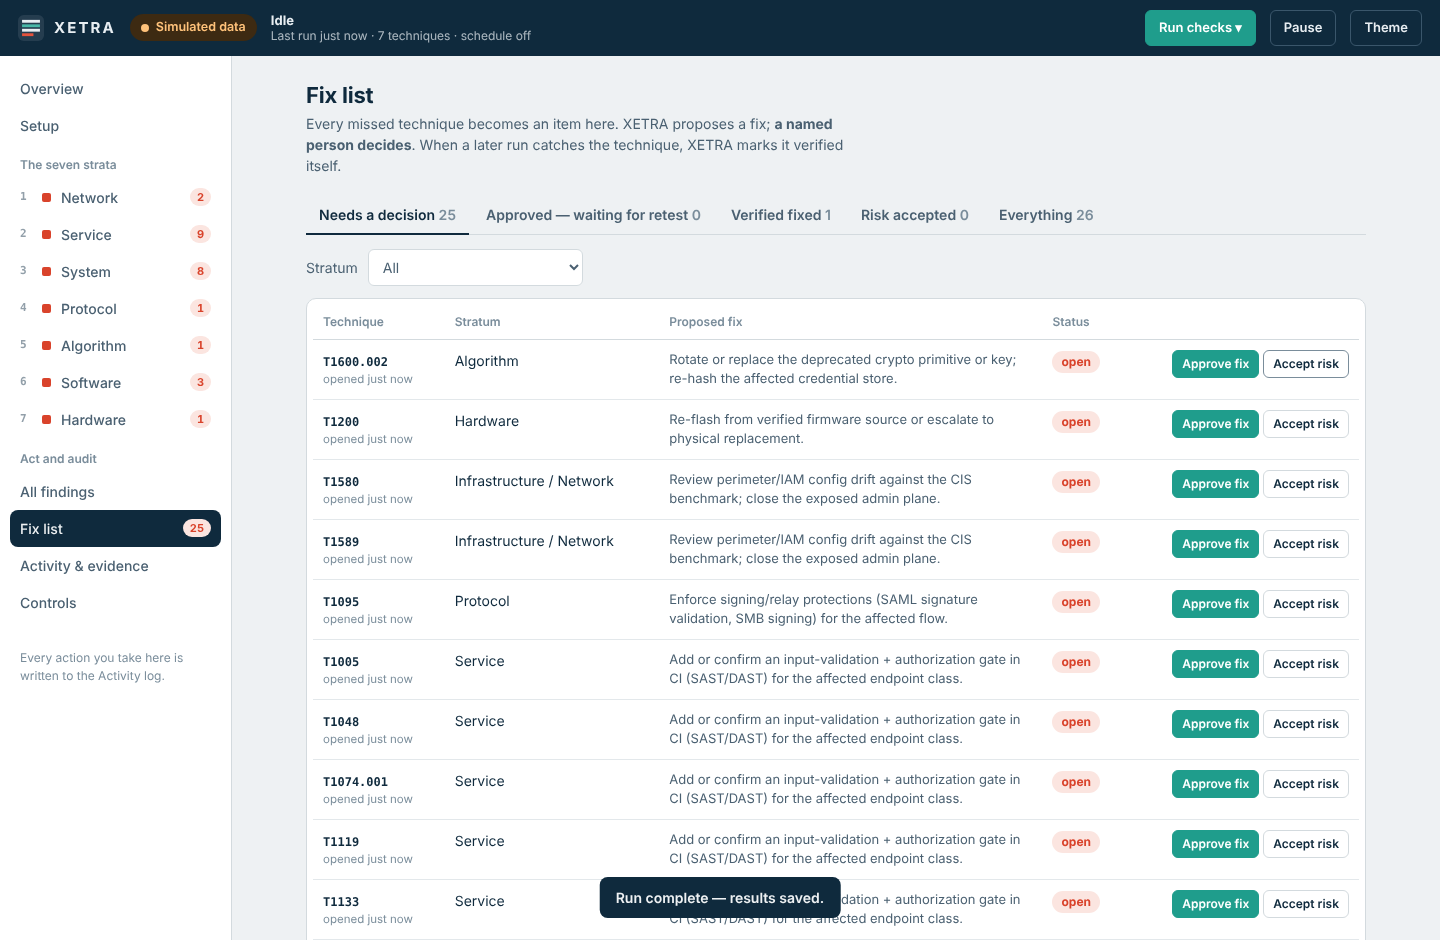 XETRA
Simulated data
Idle
Last run just now · 7 techniques · schedule off
Run checks ▾
Pause
Theme
Overview
Setup
The seven strata
1 Network 2
2 Service 9
3 System 8
4 Protocol 1
5 Algorithm 1
6 Software 3
7 Hardware 1
Act and audit
All findings
Fix list 25
Activity & evidence
Controls
Every action you take here is
written to the Activity log.
Fix list
Every missed technique becomes an item here. XETRA proposes a fix; a named
person decides. When a later run catches the technique, XETRA marks it verified
itself.
Needs a decision 25
Approved — waiting for retest 0
Verified fixed 1
Risk accepted 0
Everything 26
Stratum All
Technique Stratum Proposed fix Status
T1600.002 Algorithm Rotate or replace the deprecated crypto primitive or key; open Approve fix Accept risk
opened just now re-hash the affected credential store.
T1200 Hardware Re-flash from verified firmware source or escalate to open Approve fix Accept risk
opened just now physical replacement.
T1580 Infrastructure / Network Review perimeter/IAM config drift against the CIS open Approve fix Accept risk
opened just now benchmark; close the exposed admin plane.
T1589 Infrastructure / Network Review perimeter/IAM config drift against the CIS open Approve fix Accept risk
opened just now benchmark; close the exposed admin plane.
T1095 Protocol Enforce signing/relay protections (SAML signature open Approve fix Accept risk
opened just now validation, SMB signing) for the affected flow.
T1005 Service Add or confirm an input-validation + authorization gate in open Approve fix Accept risk
opened just now CI (SAST/DAST) for the affected endpoint class.
T1048 Service Add or confirm an input-validation + authorization gate in open Approve fix Accept risk
opened just now CI (SAST/DAST) for the affected endpoint class.
T1074.001 Service Add or confirm an input-validation + authorization gate in open Approve fix Accept risk
opened just now CI (SAST/DAST) for the affected endpoint class.
T1119 Service Add or confirm an input-validation + authorization gate in open Approve fix Accept risk
opened just now CI (SAST/DAST) for the affected endpoint class.
T1133 Service dation + authorization gate in open Approve fix Accept risk
opened just now CI (SAST/DAST) for the affected endpoint class.
Run complete — results saved.